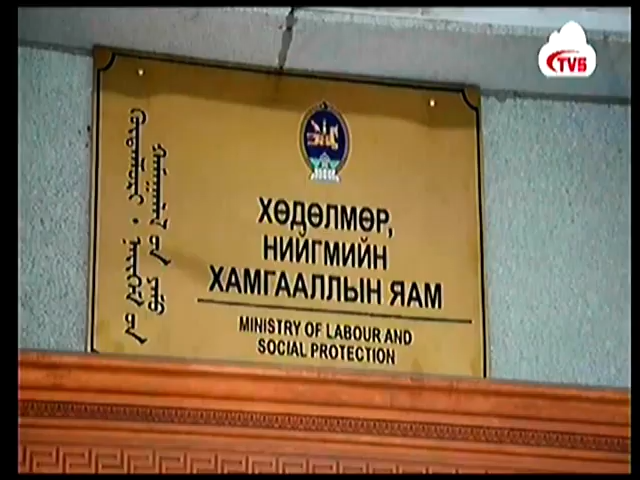 TV5
ХӨДӨЛМӨР,
НИЙГМИЙН
ХАМГААЛЛЫН ЯАМ
MINISTRY OF LABOUR AND
SOCIAL PROTECTION